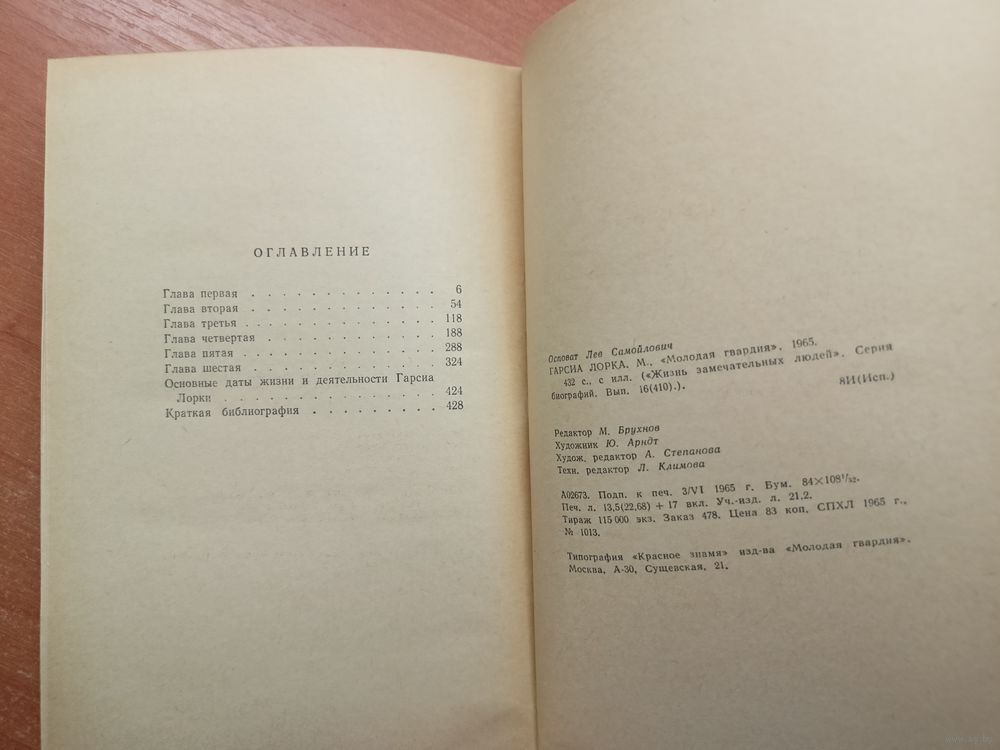 ОГЛАВЛЕНИЕ
Глава первая . . . . . . . . . . . . . 6
Глава вторая . . . . . . . . . . . . . 54
Глава третья . . . . . . . . . . . . . 118
Глава четвертая . . . . . . . . . . . . 188
Глава пятая . . . . . . . . . . . . . 288
Глава шестая . . . . . . . . . . . . . 324
Основные даты жизни и деятельности Гарсиа
Лорки . . . . . . . . . . . . . . 424
Краткая библиография . . . . . . . . . 428
Осповат Лев Самойлович
ГАРСИА ЛОРКА. М., «Молодая гвардия». 1965.
432 с., с илл. («Жизнь замечательных людей». Серия
биографий. Вып. 16(410).).
8И(Исп.)
Редактор М. Брухнов
Художник Ю. Арндт
Худож. редактор А. Степанова
Техн. редактор Л. Климова
А02673. Подп. к печ. 3/VI 1965 г. Бум. 84×108¹/₃₂.
Печ. л. 13,5(22,68) + 17 вкл. Уч.-изд. л. 21,2.
Тираж 115 000 экз. Заказ 478. Цена 83 коп. СПХЛ 1965 г.,
№ 1013.
Типография «Красное знамя» изд-ва «Молодая гвардия».
Москва, А-30, Сущевская, 21.